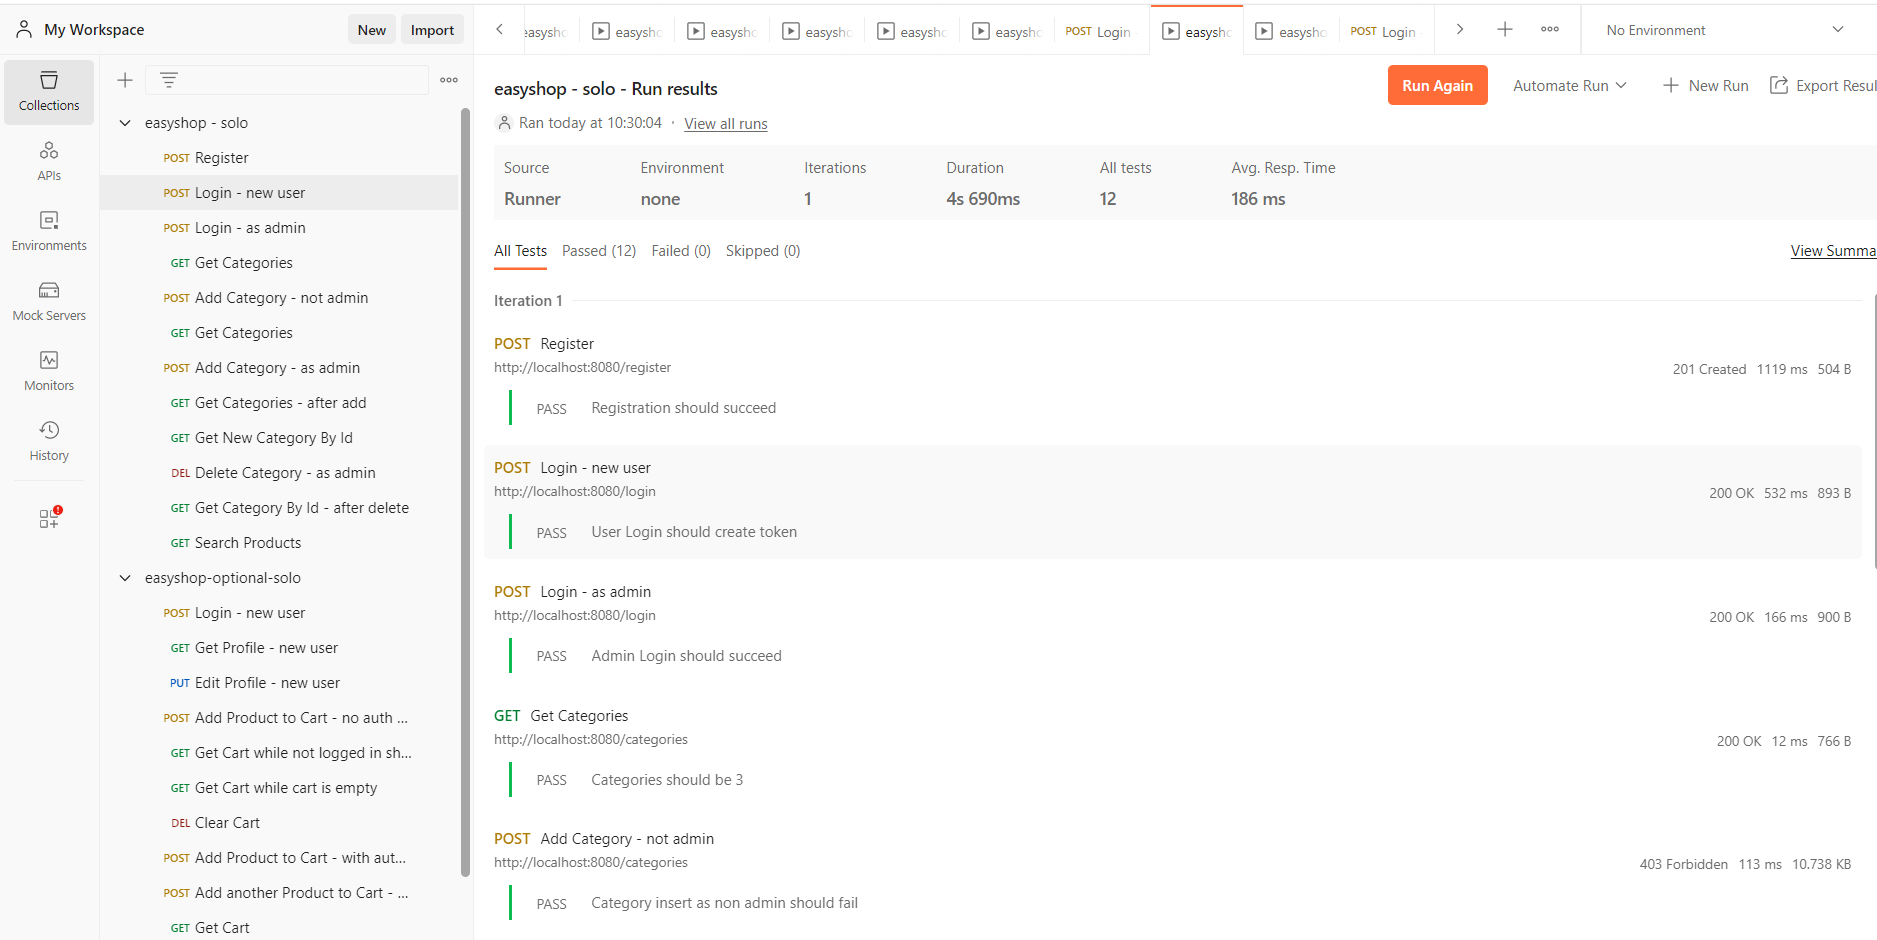 My Workspace
New
Import
easyshc
easyshc
easyshc
easyshc
easyshc
easyshc
POST Login
easyshc
easyshc
POST Login
No Environment
Collections
APIs
Environments
Mock Servers
Monitors
History
easyshop - solo
POST Register
POST Login - new user
POST Login - as admin
GET Get Categories
POST Add Category - not admin
GET Get Categories
POST Add Category - as admin
GET Get Categories - after add
GET Get New Category By Id
DEL Delete Category - as admin
GET Get Category By Id - after delete
GET Search Products
easyshop-optional-solo
POST Login - new user
GET Get Profile - new user
PUT Edit Profile - new user
POST Add Product to Cart - no auth ...
GET Get Cart while not logged in sh...
GET Get Cart while cart is empty
DEL Clear Cart
POST Add Product to Cart - with aut...
POST Add another Product to Cart - ...
GET Get Cart
easyshop - solo - Run results
Run Again
Automate Run
New Run
Export Resul
Ran today at 10:30:04 · View all runs
Source Environment Iterations Duration All tests Avg. Resp. Time
Runner none 1 4s 690ms 12 186 ms
All Tests Passed (12) Failed (0) Skipped (0) View Summa
Iteration 1
POST Register
http://localhost:8080/register
201 Created 1119 ms 504 B
PASS Registration should succeed
POST Login - new user
http://localhost:8080/login
200 OK 532 ms 893 B
PASS User Login should create token
POST Login - as admin
http://localhost:8080/login
200 OK 166 ms 900 B
PASS Admin Login should succeed
GET Get Categories
http://localhost:8080/categories
200 OK 12 ms 766 B
PASS Categories should be 3
POST Add Category - not admin
http://localhost:8080/categories
403 Forbidden 113 ms 10.738 KB
PASS Category insert as non admin should fail